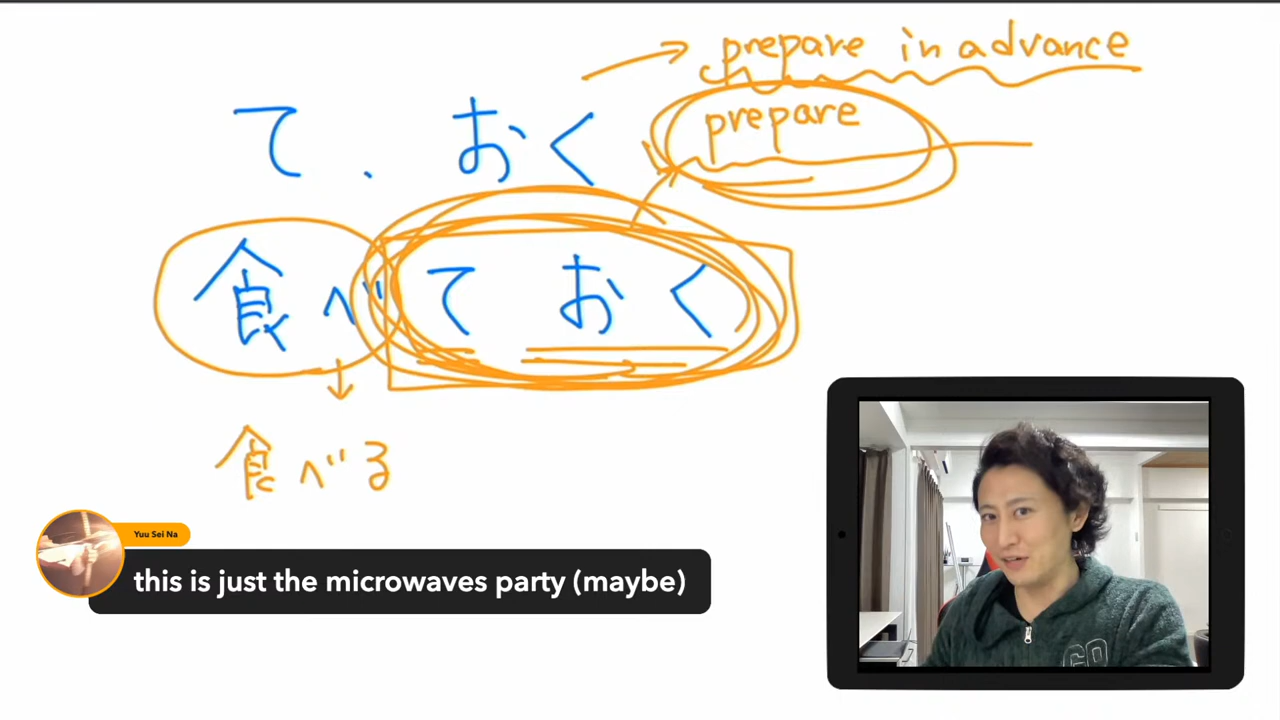 prepare in advance
て . おく
prepare
食べておく
食べる
Yuu Sei Na
this is just the microwaves party (maybe)